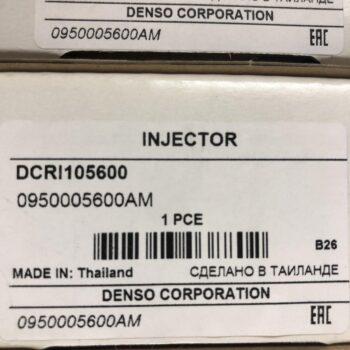 DENSO CORPORATION
0950005600AM
EAC
INJECTOR
DCRI105600
0950005600AM
1 PCE
B26
MADE IN: Thailand СДЕЛАНО В ТАИЛАНДЕ
DENSO CORPORATION
0950005600AM
EAC